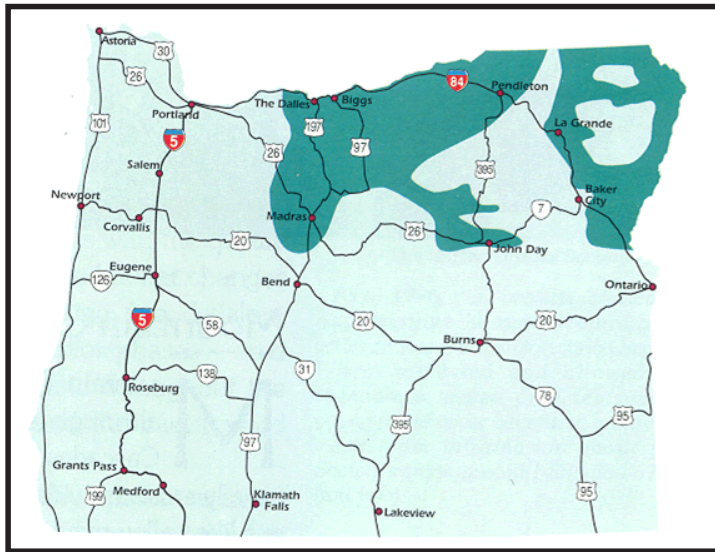 Astoria
30
26
84
Pendleton
Portland
The Dalles
Biggs
101
197
La Grande
5
26
97
Salem
395
Newport
Baker City
Madras
7
Corvallis
26
20
John Day
Eugene
126
Bend
Ontario
5
58
20
20
Burns
31
138
Roseburg
78
395
95
97
Grants Pass
199
Medford
Klamath Falls
Lakeview
95